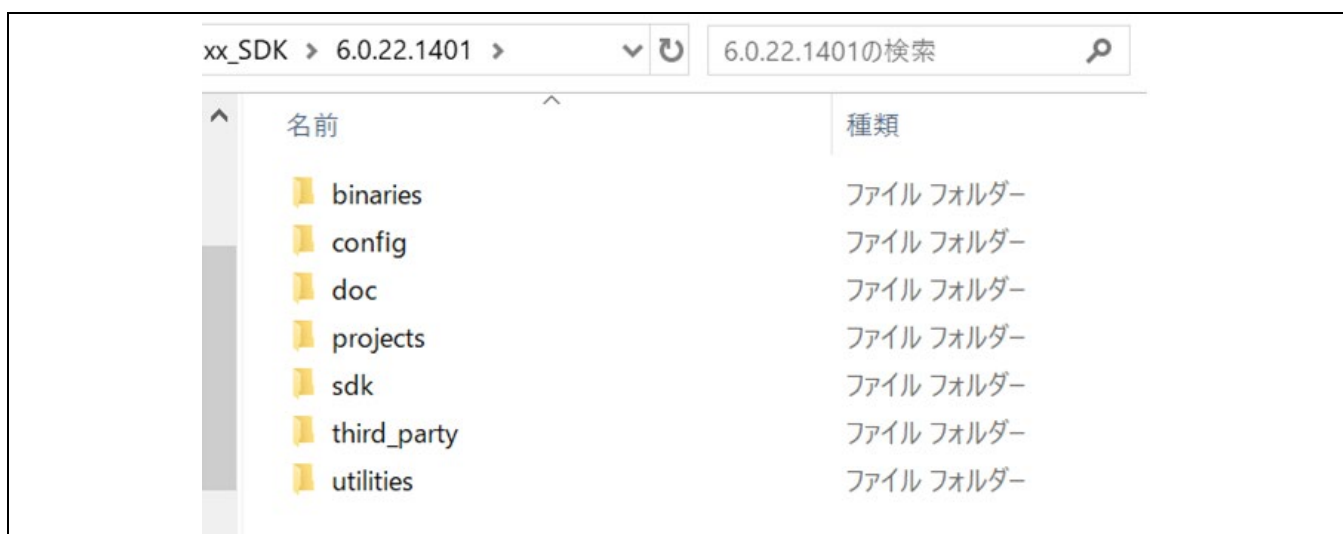 xx_SDK > 6.0.22.1401 > 6.0.22.1401の検索
名前 種類
binaries ファイル フォルダー
config ファイル フォルダー
doc ファイル フォルダー
projects ファイル フォルダー
sdk ファイル フォルダー
third_party ファイル フォルダー
utilities ファイル フォルダー